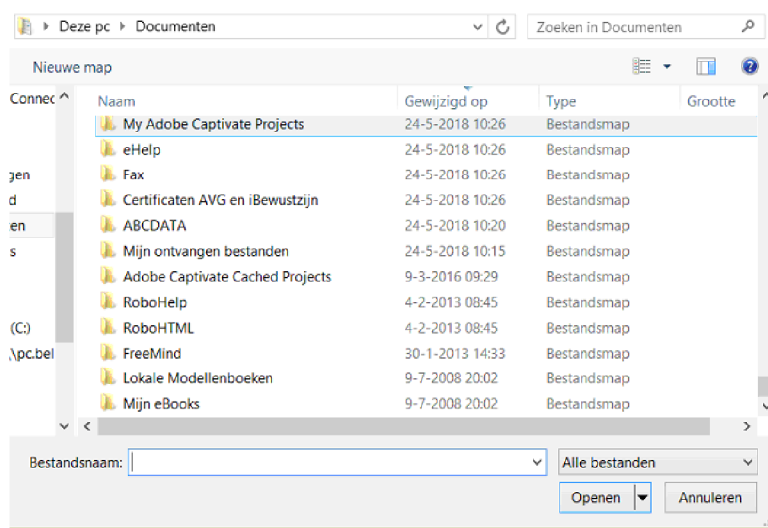 Deze pc Documenten Zoeken in Documenten
Nieuwe map
Connec Naam Gewijzigd op Type Grootte
My Adobe Captivate Projects 24-5-2018 10:26 Bestandsmap
eHelp 24-5-2018 10:26 Bestandsmap
gen Fax 24-5-2018 10:26 Bestandsmap
d Certificaten AVG en iBewustzijn 24-5-2018 10:26 Bestandsmap
en ABCDATA 24-5-2018 10:20 Bestandsmap
s Mijn ontvangen bestanden 24-5-2018 10:15 Bestandsmap
Adobe Captivate Cached Projects 9-3-2016 09:29 Bestandsmap
RoboHelp 4-2-2013 08:45 Bestandsmap
(C:) RoboHTML 4-2-2013 08:45 Bestandsmap
\\pc.bel FreeMind 30-1-2013 14:33 Bestandsmap
Lokale Modellenboeken 9-7-2008 20:02 Bestandsmap
Mijn eBooks 9-7-2008 20:02 Bestandsmap
Bestandsnaam: Alle bestanden
Openen Annuleren